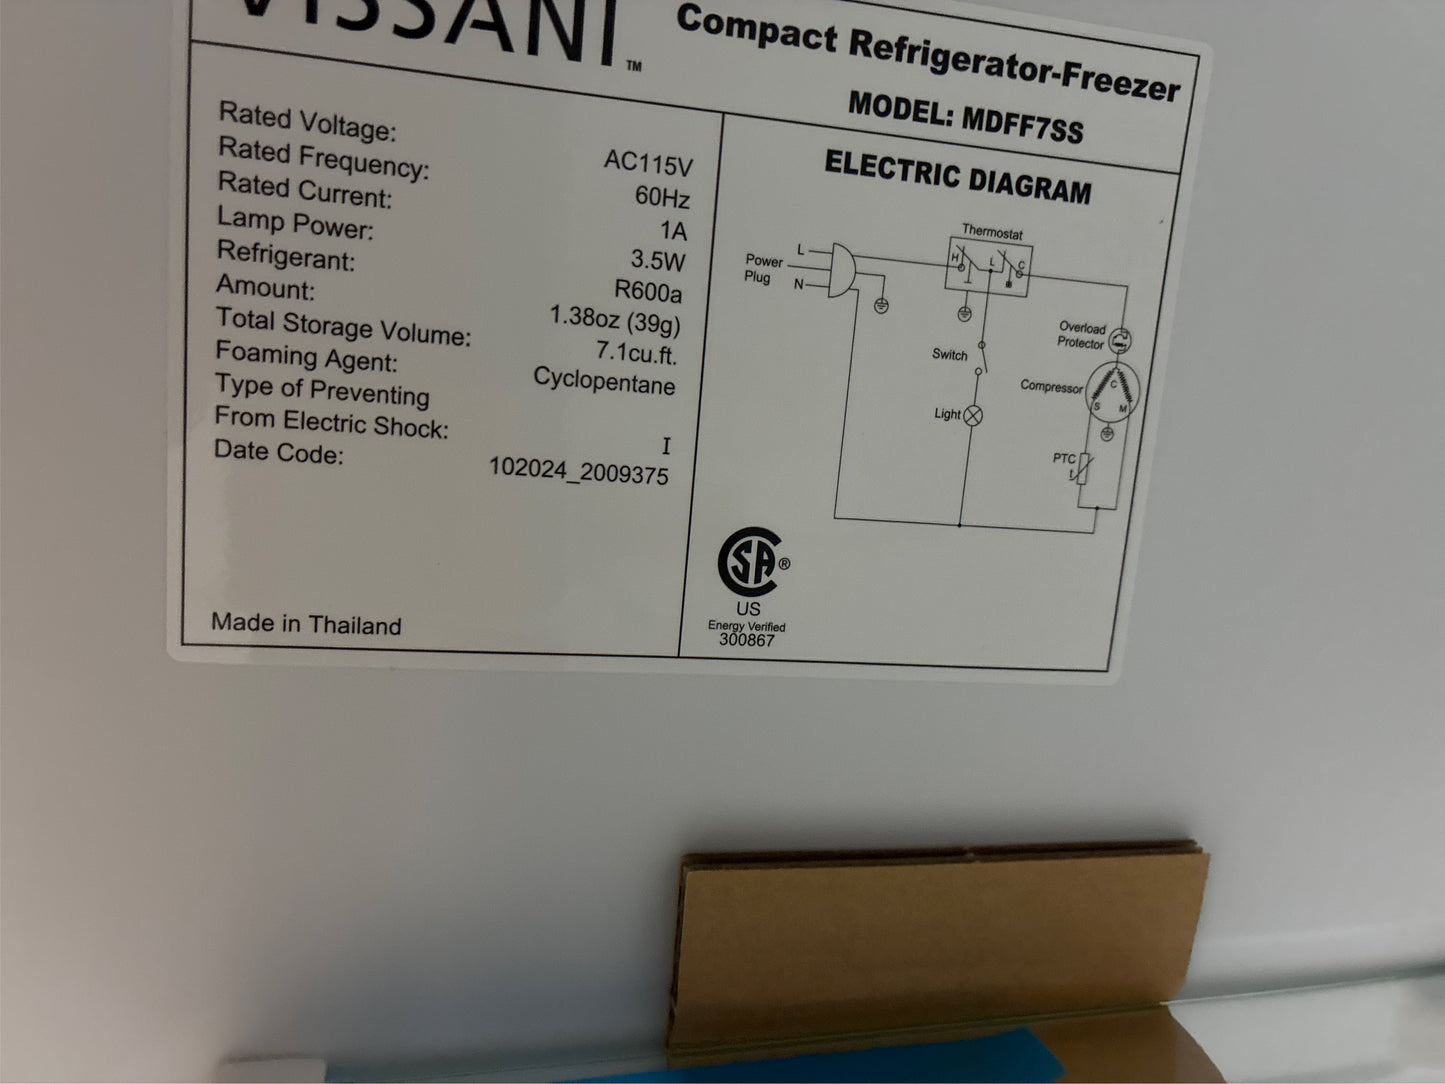 VISSANI™
Compact Refrigerator-Freezer
MODEL: MDFF7SS
Rated Voltage: AC115V
Rated Frequency: 60Hz
Rated Current: 1A
Lamp Power: 3.5W
Refrigerant: R600a
Amount: 1.38oz (39g)
Total Storage Volume: 7.1cu.ft.
Foaming Agent: Cyclopentane
Type of Preventing
From Electric Shock: I
Date Code: 102024_2009375
Made in Thailand
ELECTRIC DIAGRAM
Thermostat
H L C
L
Power
Plug
N
Overload
Protector
Switch
Compressor
C
S M
Light
PTC
t
CSA®
US
Energy Verified
300867